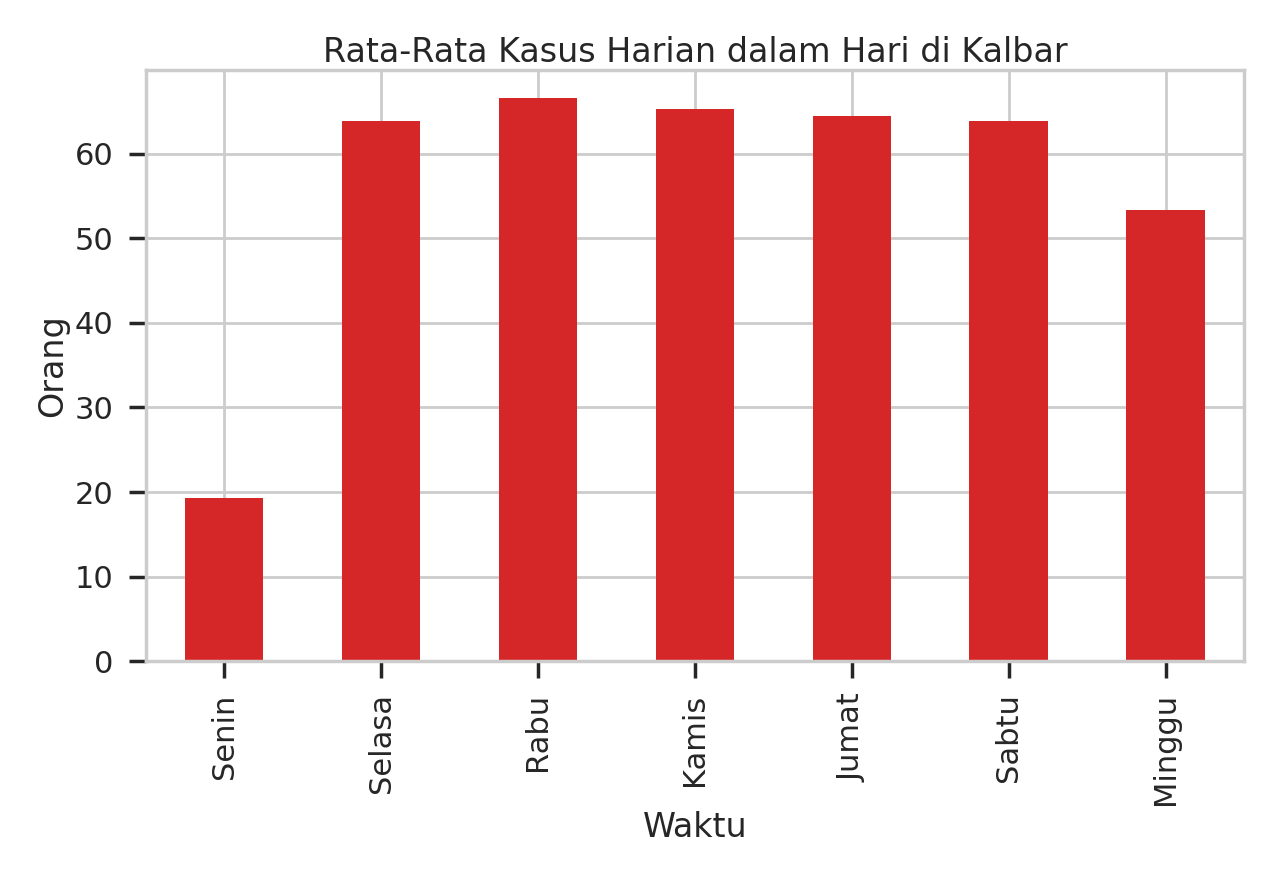 Rata-Rata Kasus Harian dalam Hari di Kalbar
Orang
60
50
40
30
20
10
0
Senin
Selasa
Rabu
Kamis
Jumat
Sabtu
Minggu
Waktu